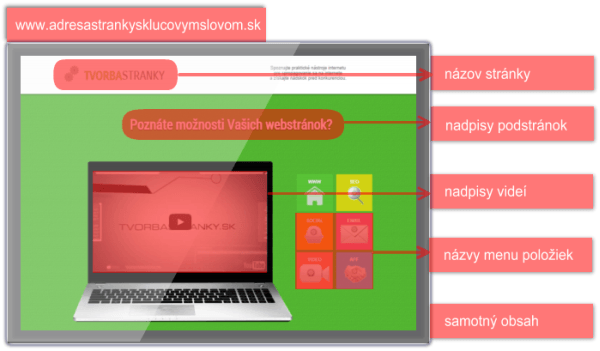 www.adresastrankysklucovymslovom.sk
TVORBASTRANKY
názov stránky
Poznáte možnosti Vašich webstránok?
nadpisy podstránok
nadpisy videí
TVORBASTRANKY.SK
názvy menu položiek
samotný obsah